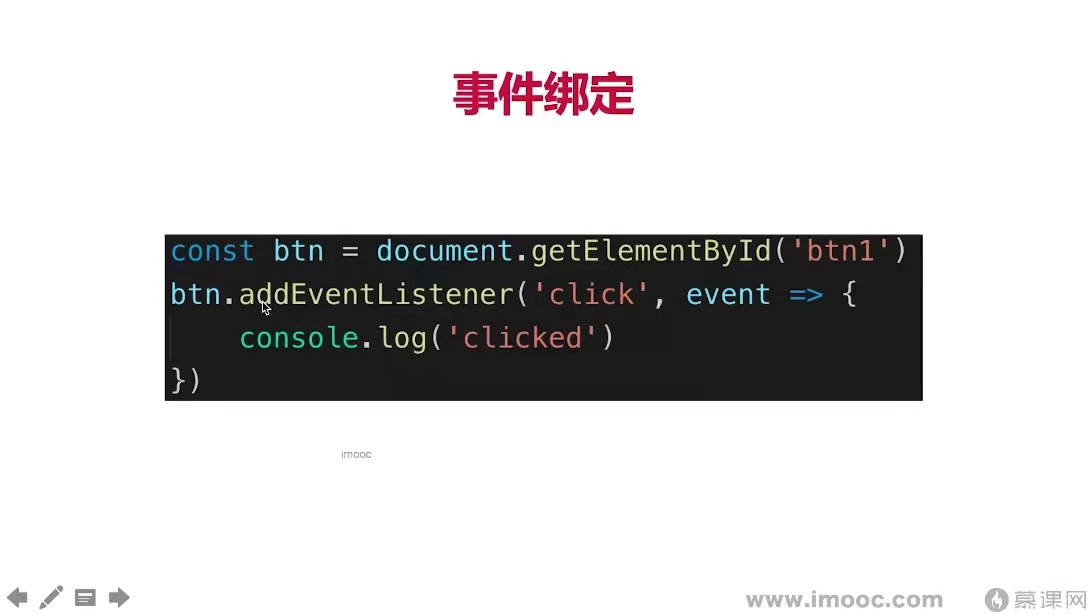 事件绑定
const btn = document.getElementById('btn1')
btn.addEventListener('click', event => {
    console.log('clicked')
})
imooc
www.imooc.com 慕课网